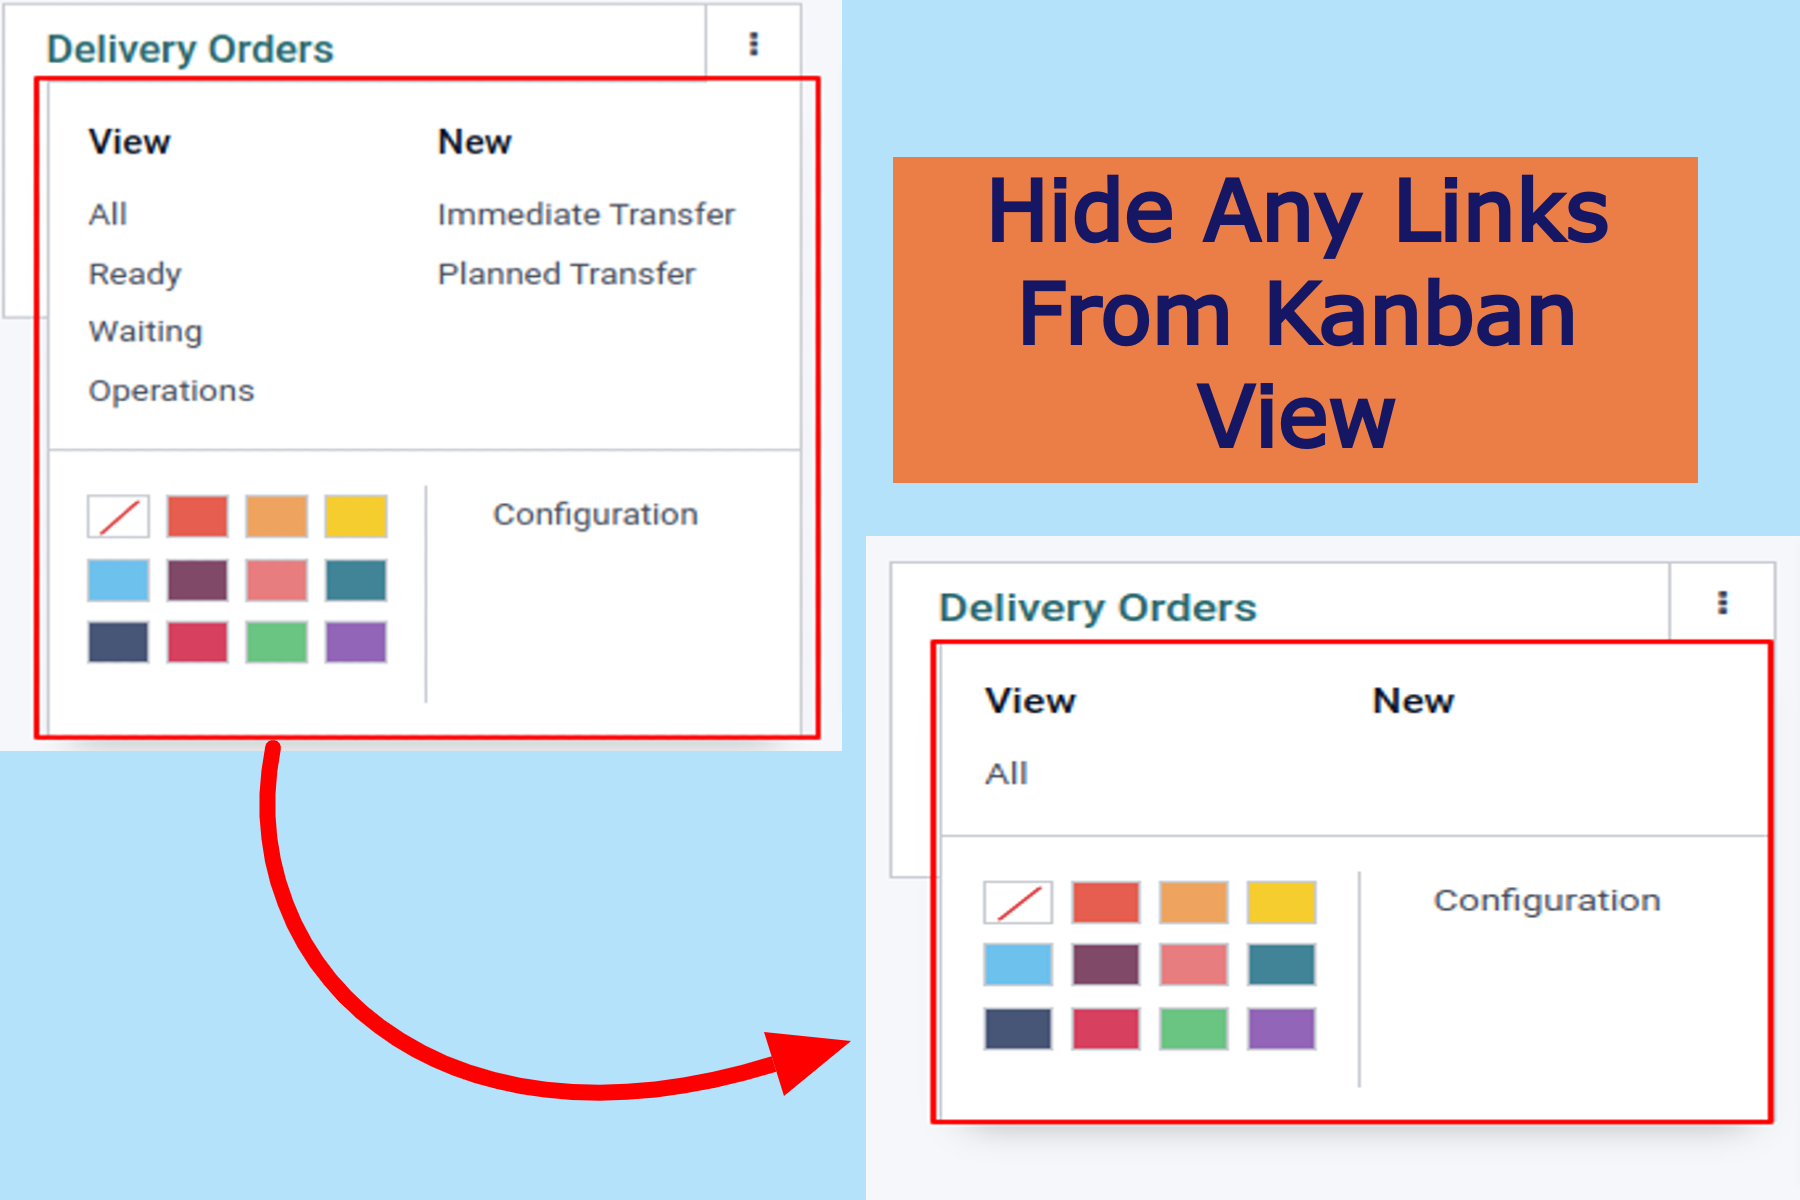 Delivery Orders
View New
All Immediate Transfer
Ready Planned Transfer
Waiting
Operations
Configuration
Hide Any Links
From Kanban
View
Delivery Orders
View New
All
Configuration